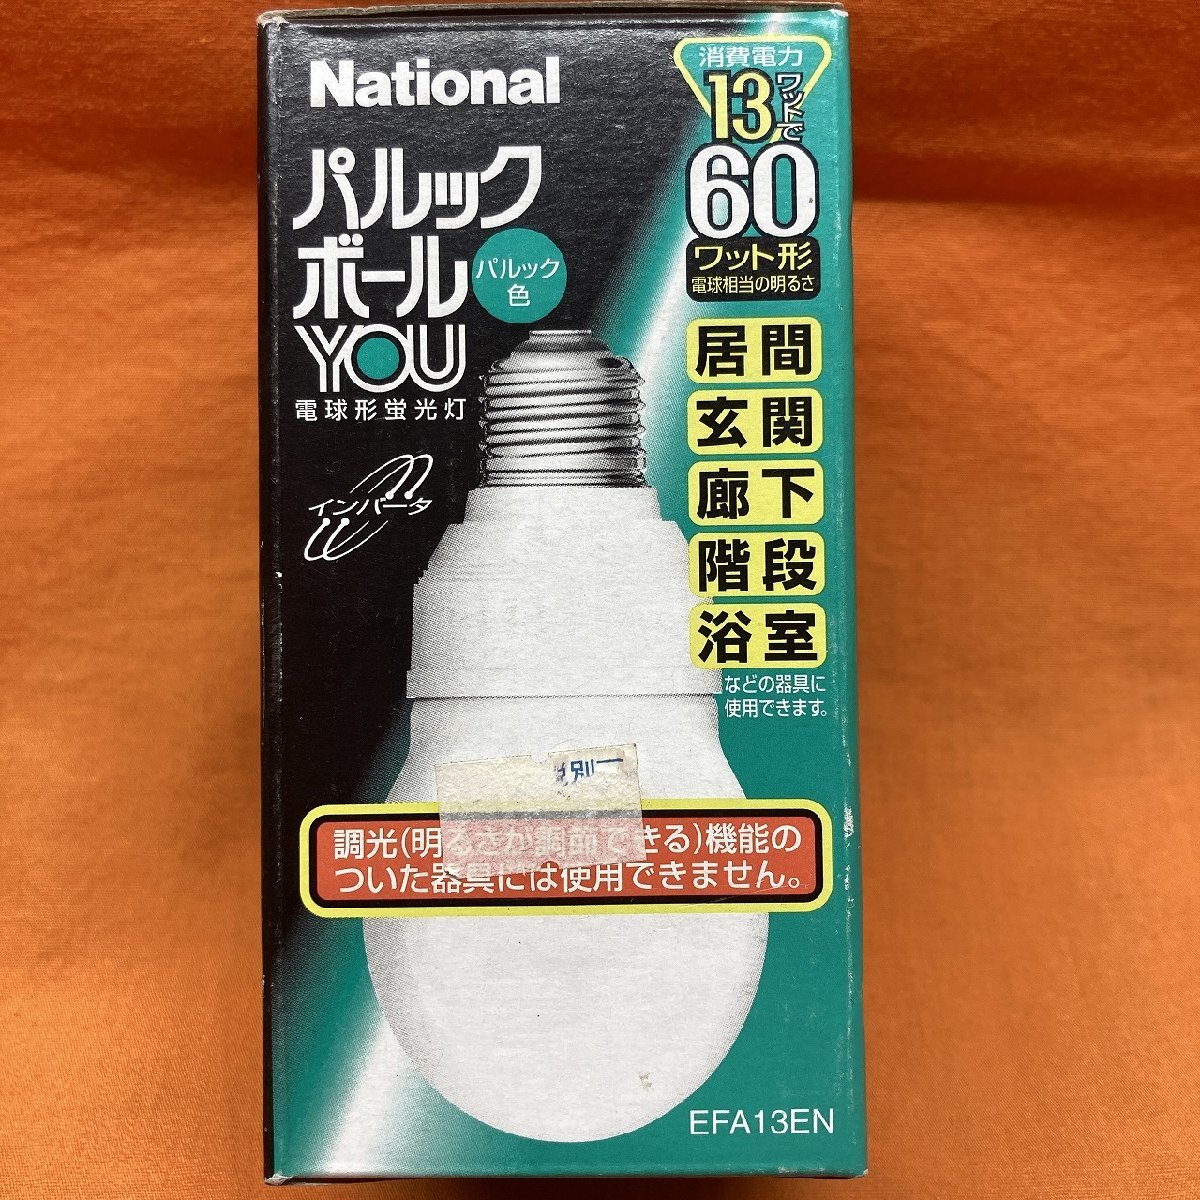 National
パルック
ボール
YOU
パルック
色
電球形蛍光灯
インバータ
消費電力
13ワットで
60
ワット形
電球相当の明るさ
居間
玄関
廊下
階段
浴室
などの器具に
使用できます。
調光(明るさが調節できる)機能の
ついた器具には使用できません。
EFA13EN